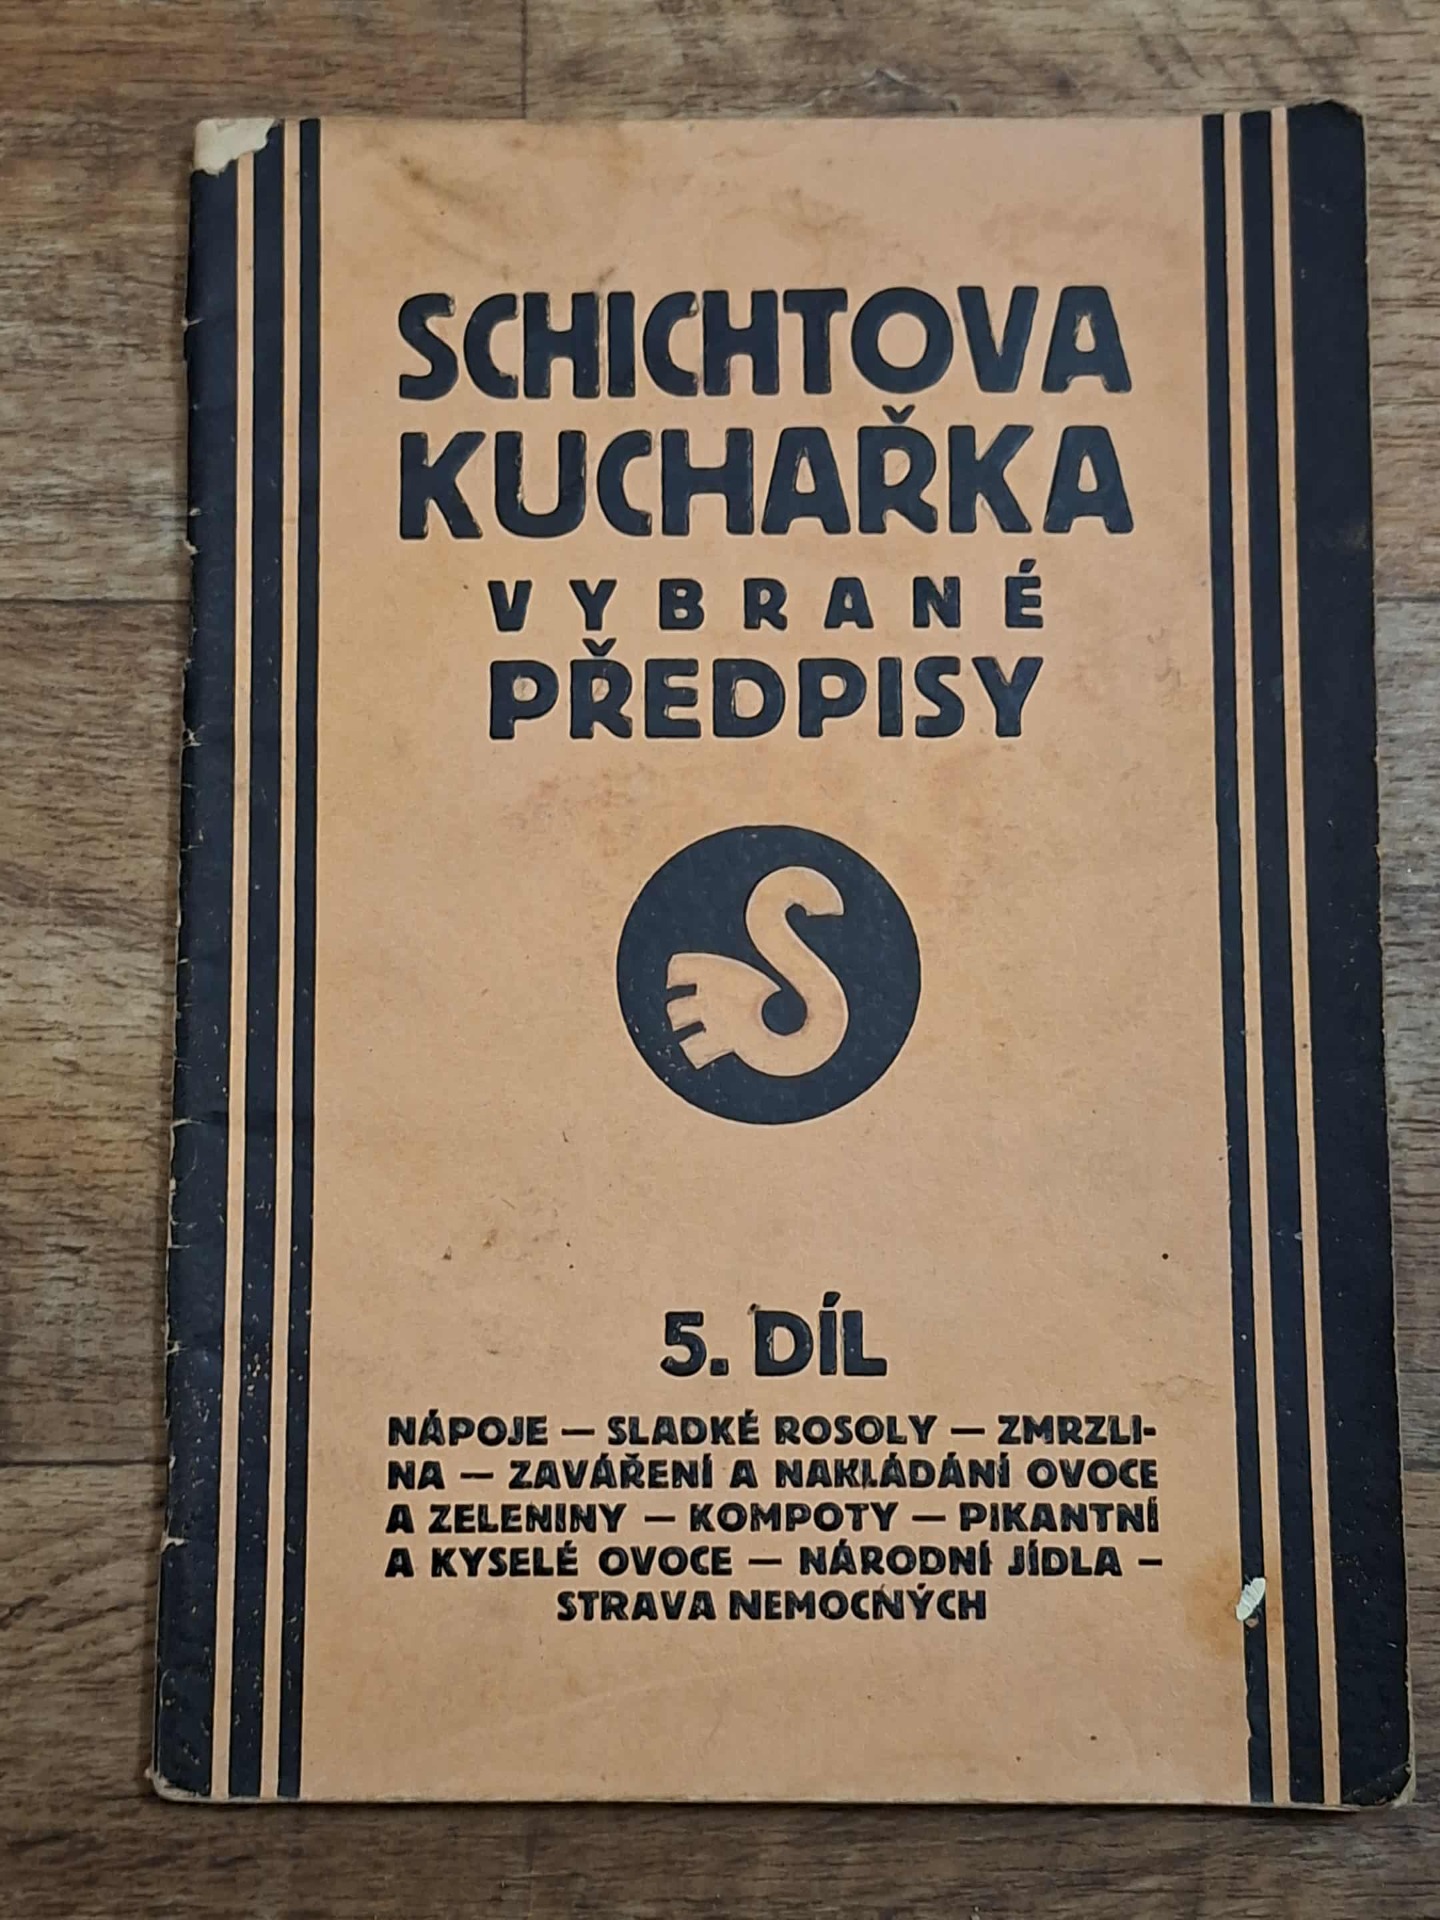 SCHICHTOVA
KUCHAŘKA
VYBRANÉ
PŘEDPISY
5. DÍL
NÁPOJE — SLADKÉ ROSOLY — ZMRZLI-
NA — ZAVÁŘENÍ A NAKLÁDÁNÍ OVOCE
A ZELENINY — KOMPOTY — PIKANTNÍ
A KYSELÉ OVOCE — NÁRODNÍ JÍDLA —
STRAVA NEMOCNÝCH